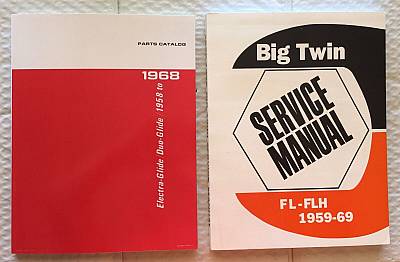 PARTS CATALOG
1968
Electra-Glide Duo-Glide 1958 to
Big Twin
SERVICE
MANUAL
FL-FLH
1959-69